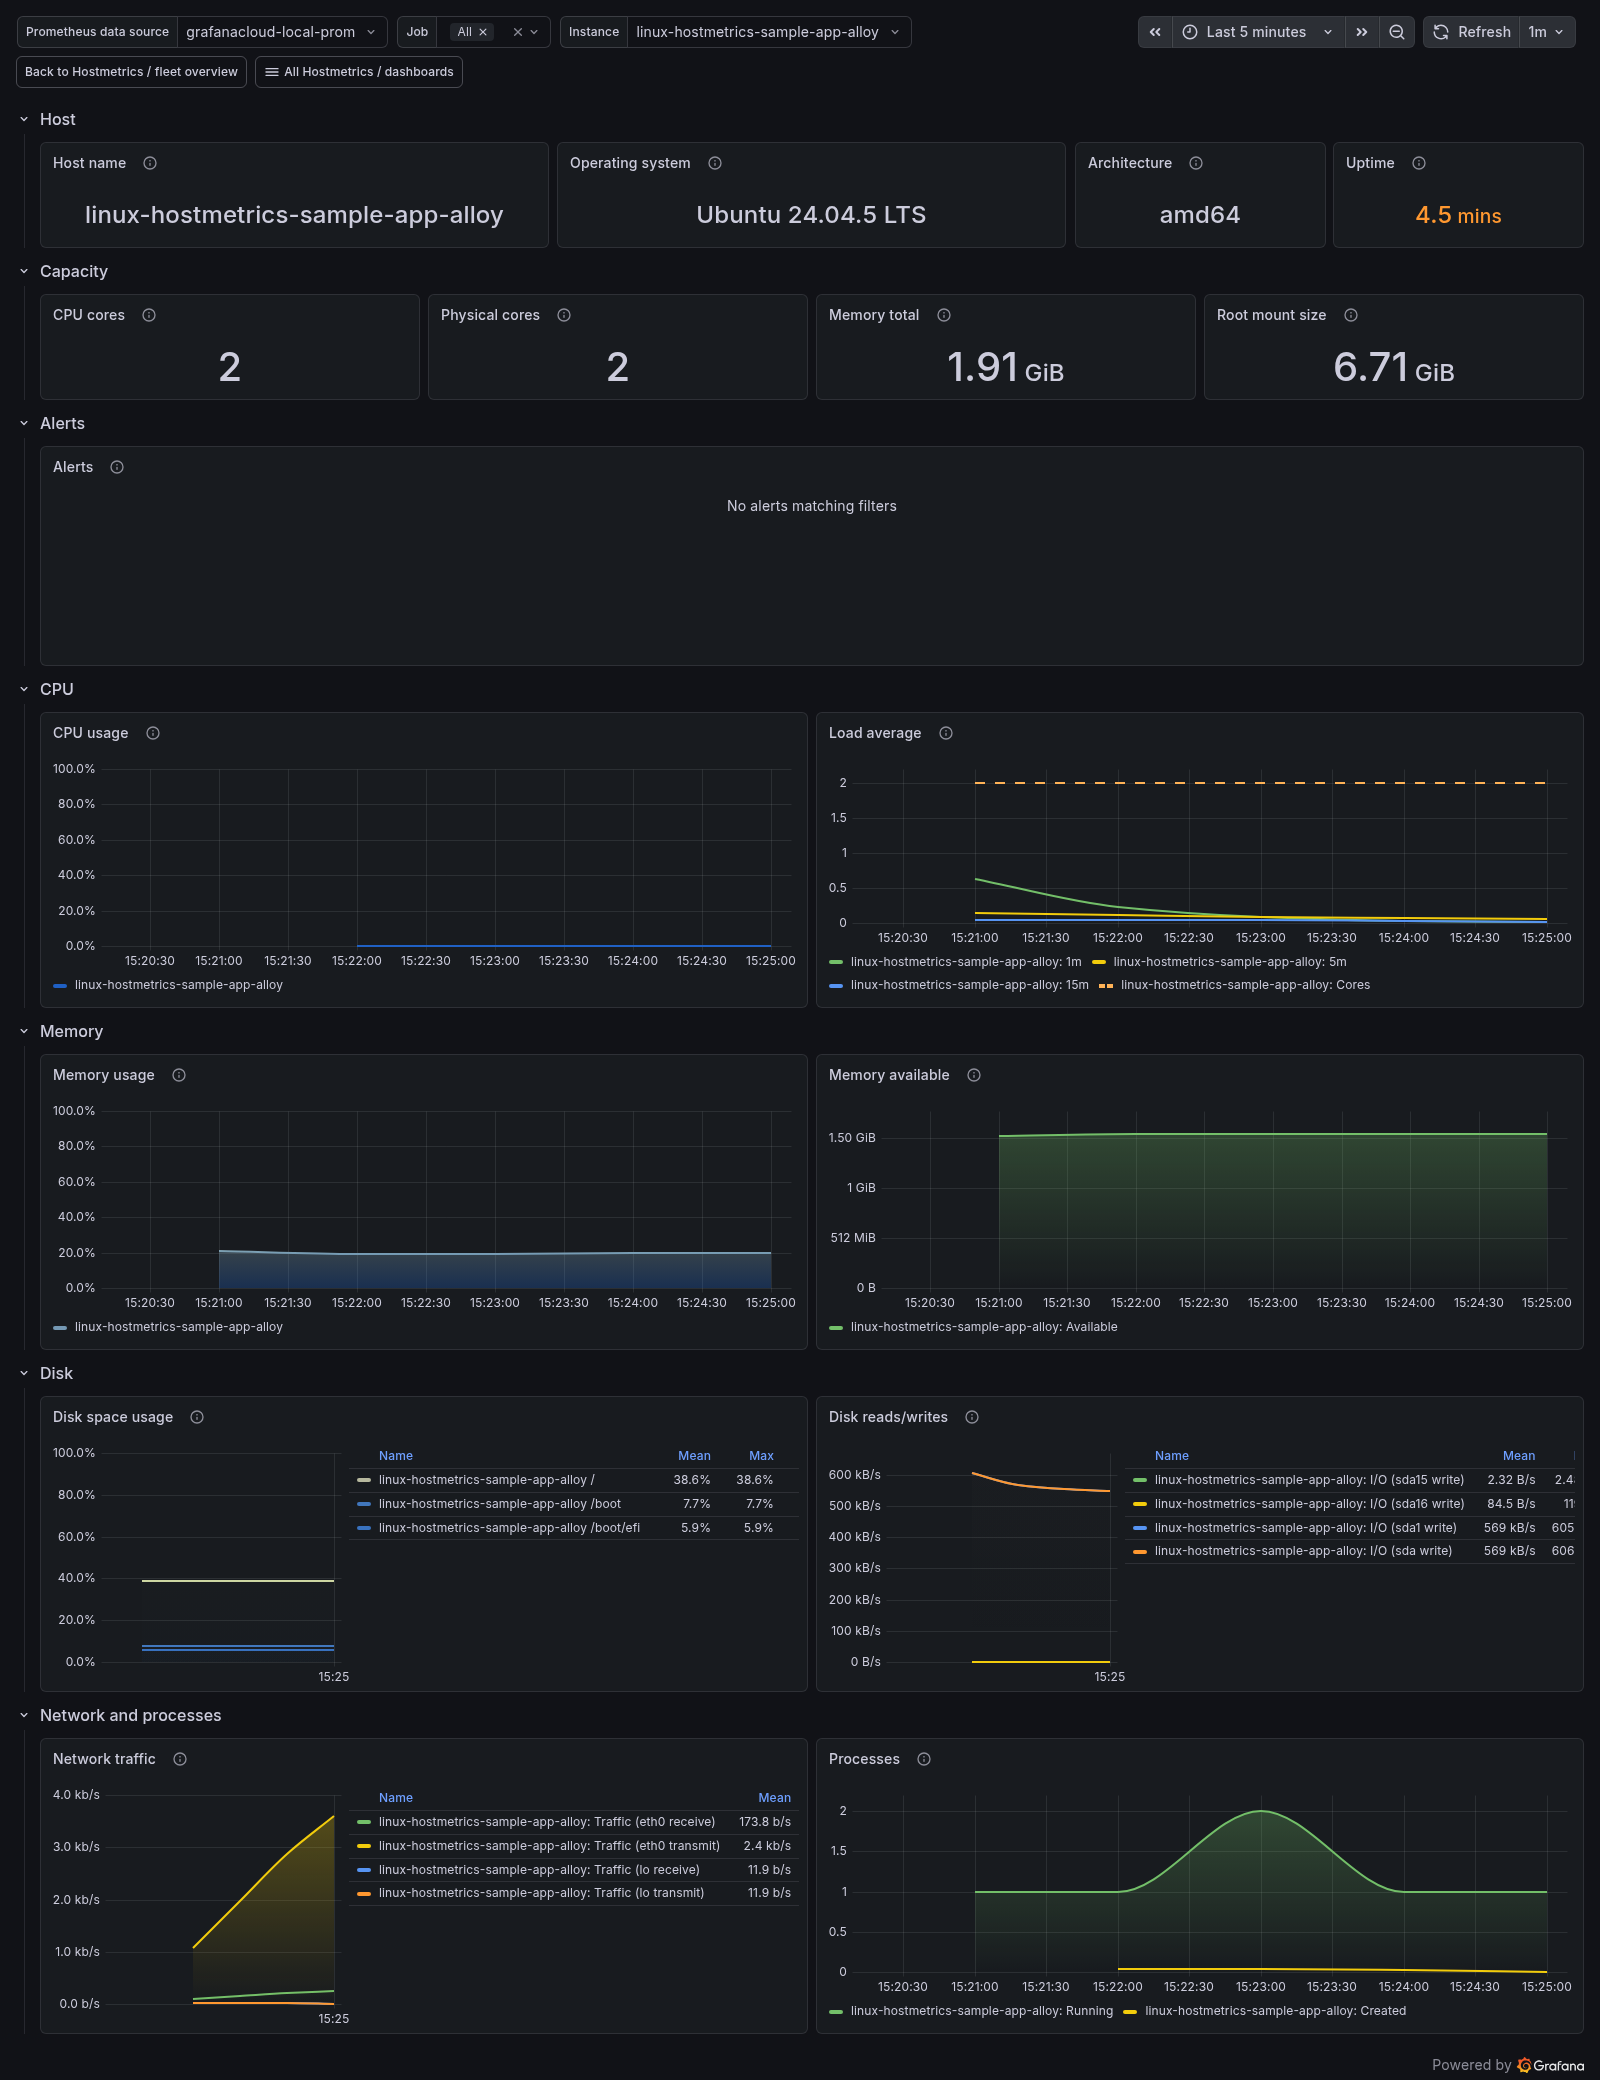 Prometheus data source grafanacloud-local-prom Job All Instance linux-hostmetrics-sample-app-alloy Last 5 minutes Refresh 1m
Back to Hostmetrics / fleet overview All Hostmetrics / dashboards
Host
Host name Operating system Architecture Uptime
linux-hostmetrics-sample-app-alloy Ubuntu 24.04.5 LTS amd64 4.5 mins
Capacity
CPU cores Physical cores Memory total Root mount size
2 2 1.91 GiB 6.71 GiB
Alerts
Alerts
No alerts matching filters
CPU
CPU usage
100.0%
80.0%
60.0%
40.0%
20.0%
0.0%
15:20:30 15:21:00 15:21:30 15:22:00 15:22:30 15:23:00 15:23:30 15:24:00 15:24:30 15:25:00
linux-hostmetrics-sample-app-alloy
Load average
2
1.5
1
0.5
0
15:20:30 15:21:00 15:21:30 15:22:00 15:22:30 15:23:00 15:23:30 15:24:00 15:24:30 15:25:00
linux-hostmetrics-sample-app-alloy: 1m linux-hostmetrics-sample-app-alloy: 5m
linux-hostmetrics-sample-app-alloy: 15m linux-hostmetrics-sample-app-alloy: Cores
Memory
Memory usage
100.0%
80.0%
60.0%
40.0%
20.0%
0.0%
15:20:30 15:21:00 15:21:30 15:22:00 15:22:30 15:23:00 15:23:30 15:24:00 15:24:30 15:25:00
linux-hostmetrics-sample-app-alloy
Memory available
1.50 GiB
1 GiB
512 MiB
0 B
15:20:30 15:21:00 15:21:30 15:22:00 15:22:30 15:23:00 15:23:30 15:24:00 15:24:30 15:25:00
linux-hostmetrics-sample-app-alloy: Available
Disk
Disk space usage
100.0%
80.0%
60.0%
40.0%
20.0%
0.0%
15:25
Name Mean Max
linux-hostmetrics-sample-app-alloy / 38.6% 38.6%
linux-hostmetrics-sample-app-alloy /boot 7.7% 7.7%
linux-hostmetrics-sample-app-alloy /boot/efi 5.9% 5.9%
Disk reads/writes
600 kB/s
500 kB/s
400 kB/s
300 kB/s
200 kB/s
100 kB/s
0 B/s
15:25
Name Mean
linux-hostmetrics-sample-app-alloy: I/O (sda15 write) 2.32 B/s
linux-hostmetrics-sample-app-alloy: I/O (sda16 write) 84.5 B/s
linux-hostmetrics-sample-app-alloy: I/O (sda1 write) 569 kB/s 605
linux-hostmetrics-sample-app-alloy: I/O (sda write) 569 kB/s 606
Network and processes
Network traffic
4.0 kb/s
3.0 kb/s
2.0 kb/s
1.0 kb/s
0.0 b/s
15:25
Name Mean
linux-hostmetrics-sample-app-alloy: Traffic (eth0 receive) 173.8 b/s
linux-hostmetrics-sample-app-alloy: Traffic (eth0 transmit) 2.4 kb/s
linux-hostmetrics-sample-app-alloy: Traffic (lo receive) 11.9 b/s
linux-hostmetrics-sample-app-alloy: Traffic (lo transmit) 11.9 b/s
Processes
2
1.5
1
0.5
0
15:20:30 15:21:00 15:21:30 15:22:00 15:22:30 15:23:00 15:23:30 15:24:00 15:24:30 15:25:00
linux-hostmetrics-sample-app-alloy: Running linux-hostmetrics-sample-app-alloy: Created
Powered by Grafana